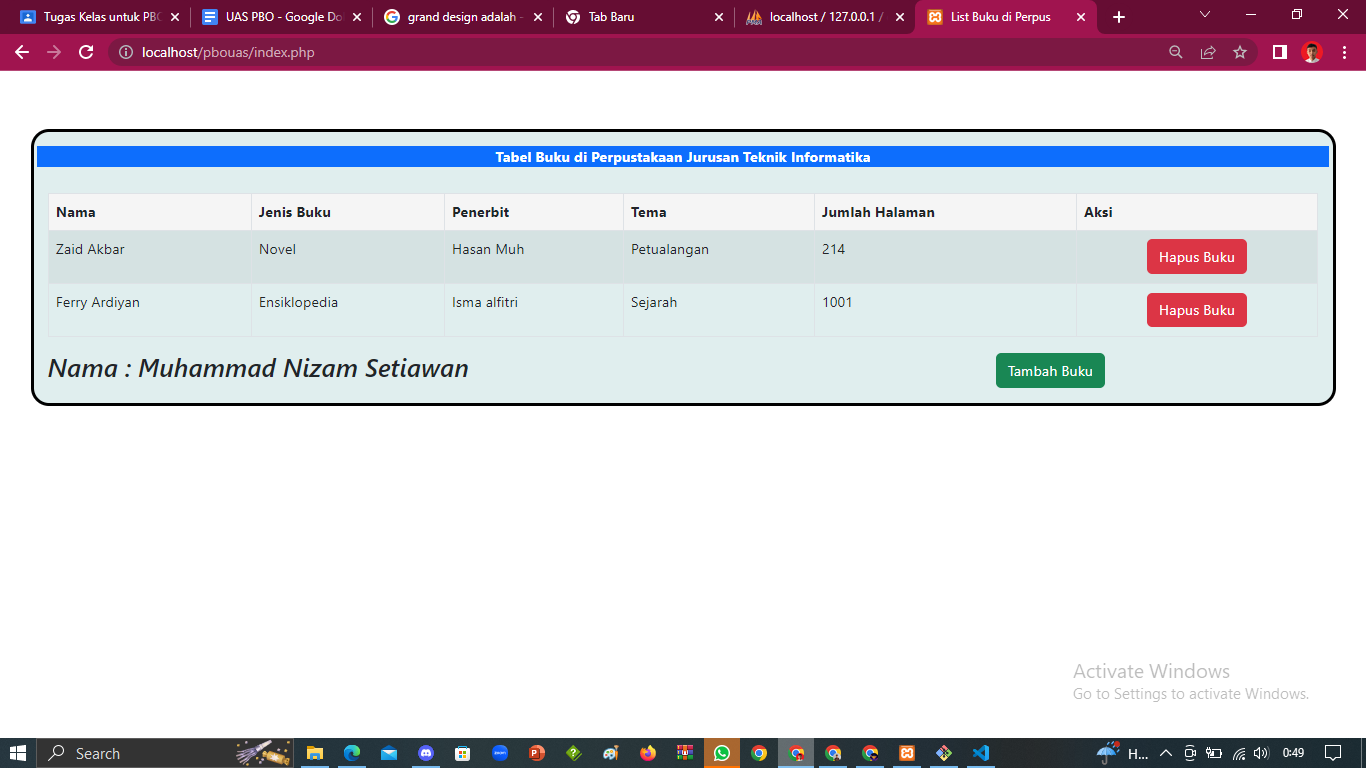 Tugas Kelas untuk PBO
UAS PBO - Google Do
grand design adalah -
Tab Baru
localhost / 127.0.0.1 /
List Buku di Perpus
localhost/pbouas/index.php
Tabel Buku di Perpustakaan Jurusan Teknik Informatika
Nama Jenis Buku Penerbit Tema Jumlah Halaman Aksi
Zaid Akbar Novel Hasan Muh Petualangan 214 Hapus Buku
Ferry Ardiyan Ensiklopedia Isma alfitri Sejarah 1001 Hapus Buku
Nama : Muhammad Nizam Setiawan
Tambah Buku
Activate Windows
Go to Settings to activate Windows.
Search
H...
0:49